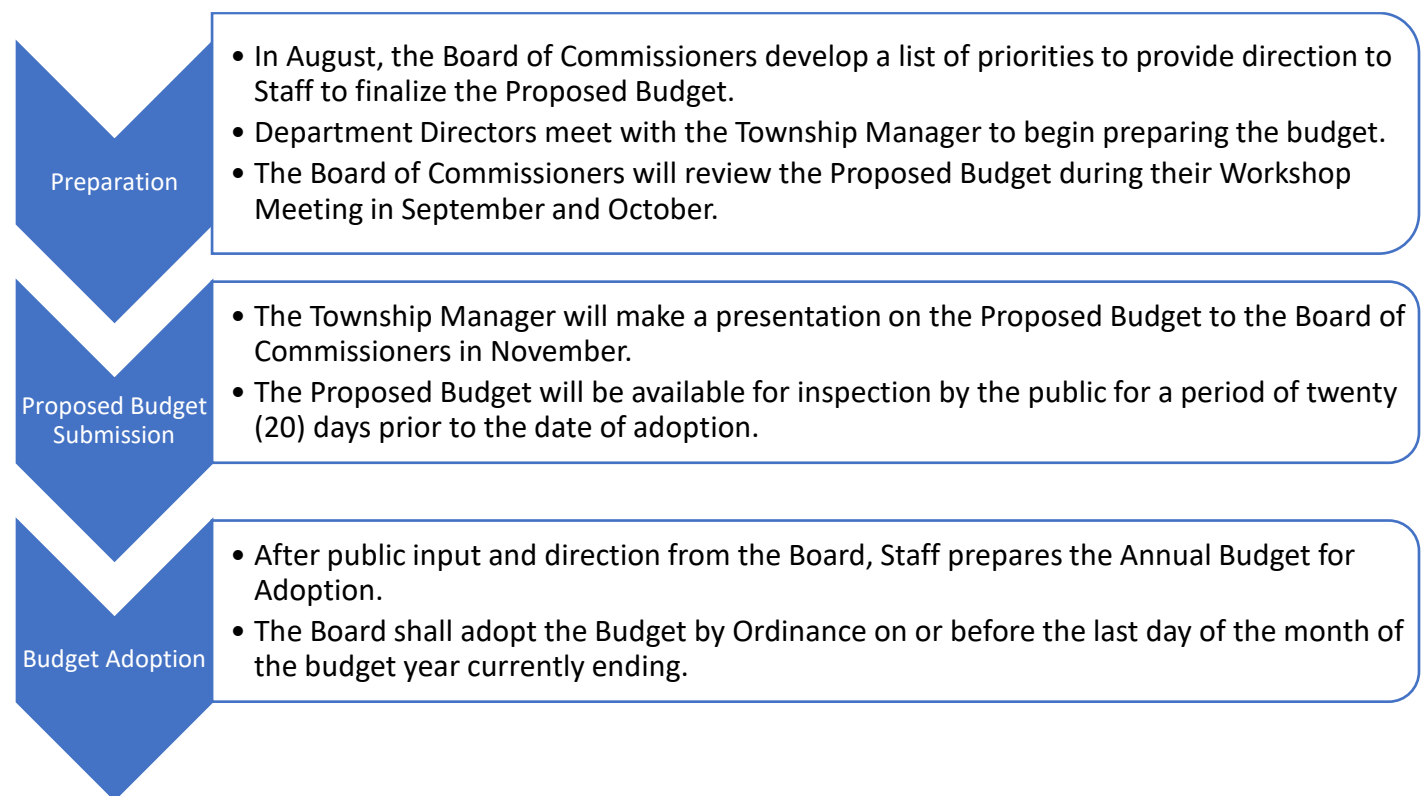 Preparation
• In August, the Board of Commissioners develop a list of priorities to provide direction to
Staff to finalize the Proposed Budget.
• Department Directors meet with the Township Manager to begin preparing the budget.
• The Board of Commissioners will review the Proposed Budget during their Workshop
Meeting in September and October.
Proposed Budget
Submission
• The Township Manager will make a presentation on the Proposed Budget to the Board of
Commissioners in November.
• The Proposed Budget will be available for inspection by the public for a period of twenty
(20) days prior to the date of adoption.
Budget Adoption
• After public input and direction from the Board, Staff prepares the Annual Budget for
Adoption.
• The Board shall adopt the Budget by Ordinance on or before the last day of the month of
the budget year currently ending.